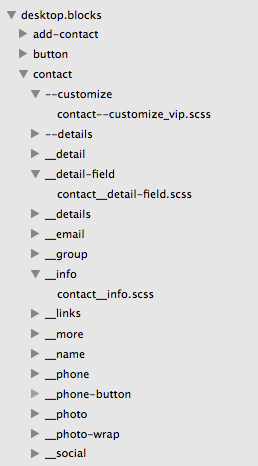 desktop.blocks
add-contact
button
contact
--customize
contact--customize_vip.scss
--details
__detail
__detail-field
contact__detail-field.scss
__details
__email
__group
__info
contact__info.scss
__links
__more
__name
__phone
__phone-button
__photo
__photo-wrap
__social